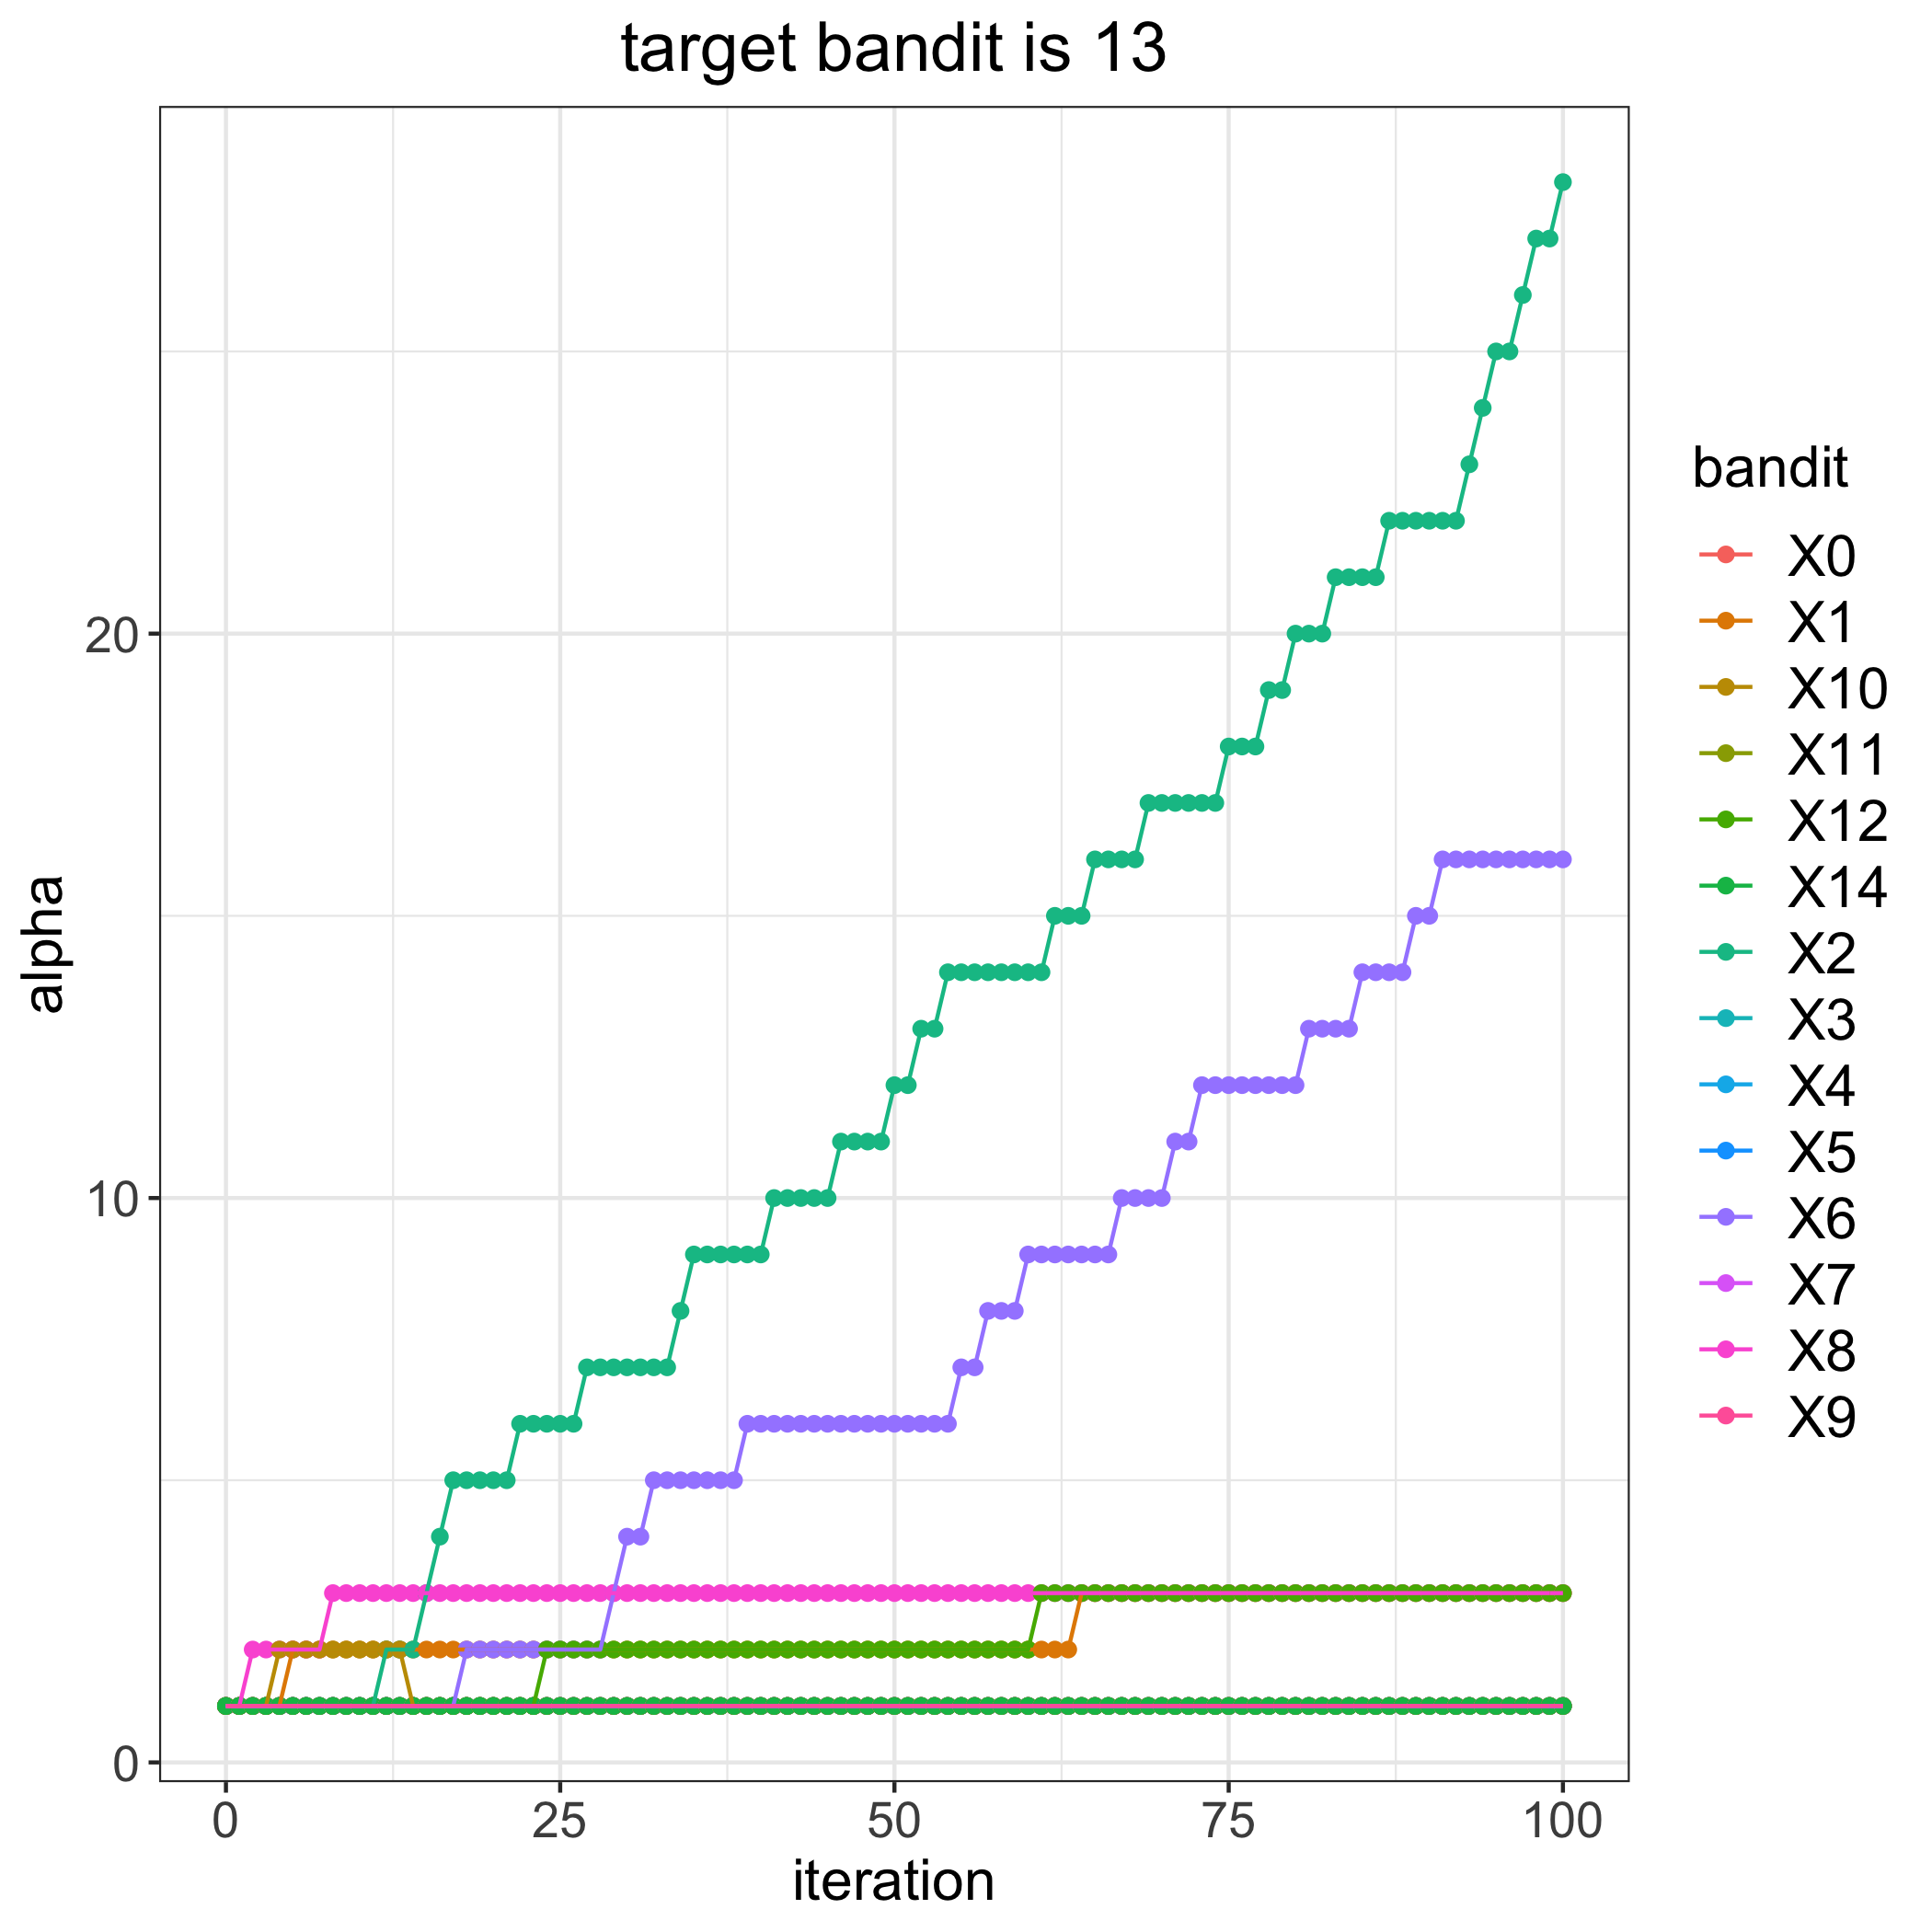 target bandit is 13
alpha
20
10
0
0 25 50 75 100
iteration
bandit
X0
X1
X10
X11
X12
X14
X2
X3
X4
X5
X6
X7
X8
X9